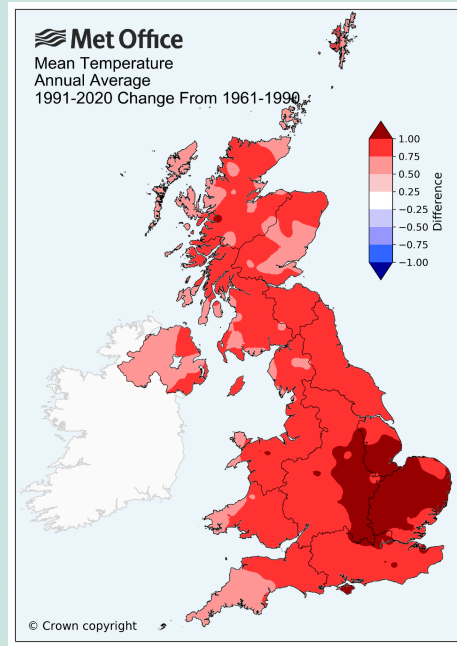 Met Office
Mean Temperature
Annual Average
1991-2020 Change From 1961-1990
1.00
0.75
0.50
0.25
−0.25
−0.50
−0.75
−1.00
Difference
© Crown copyright